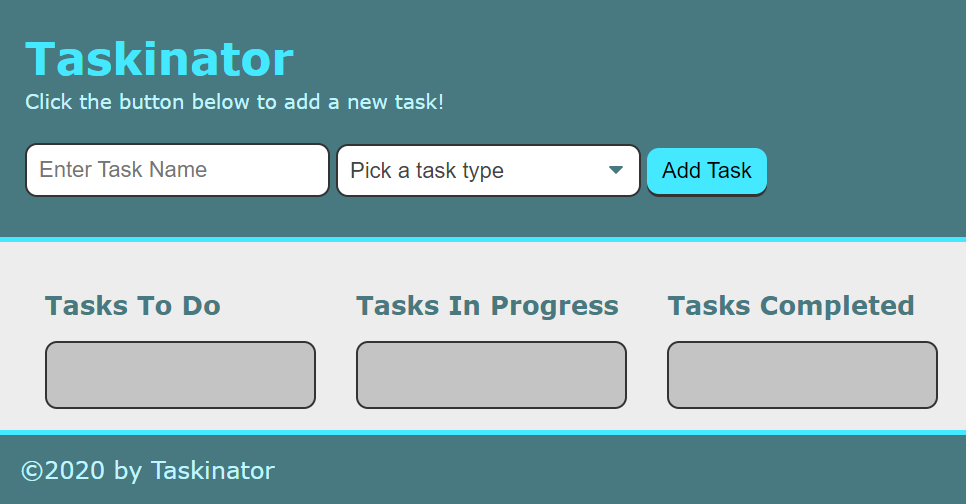 Taskinator
Click the button below to add a new task!
Enter Task Name
Pick a task type
Add Task
Tasks To Do
Tasks In Progress
Tasks Completed
©2020 by Taskinator